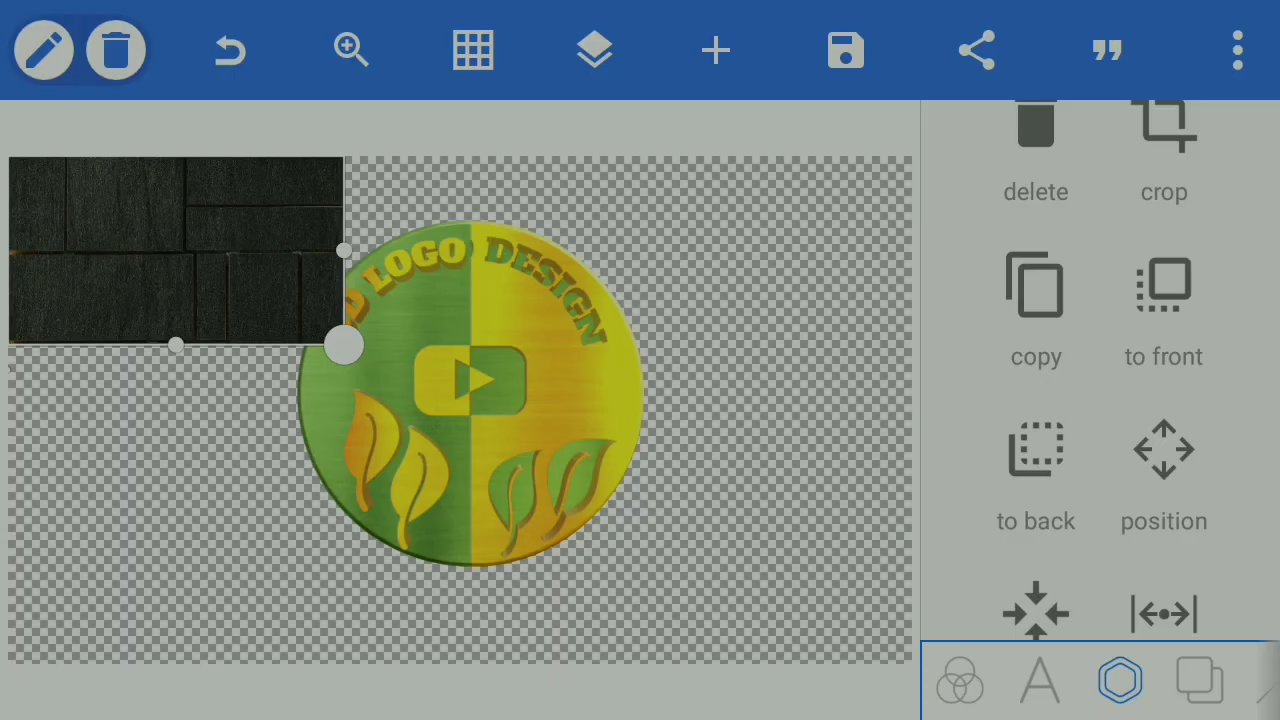 D LOGO DESIGN
delete
crop
copy
to front
to back
position